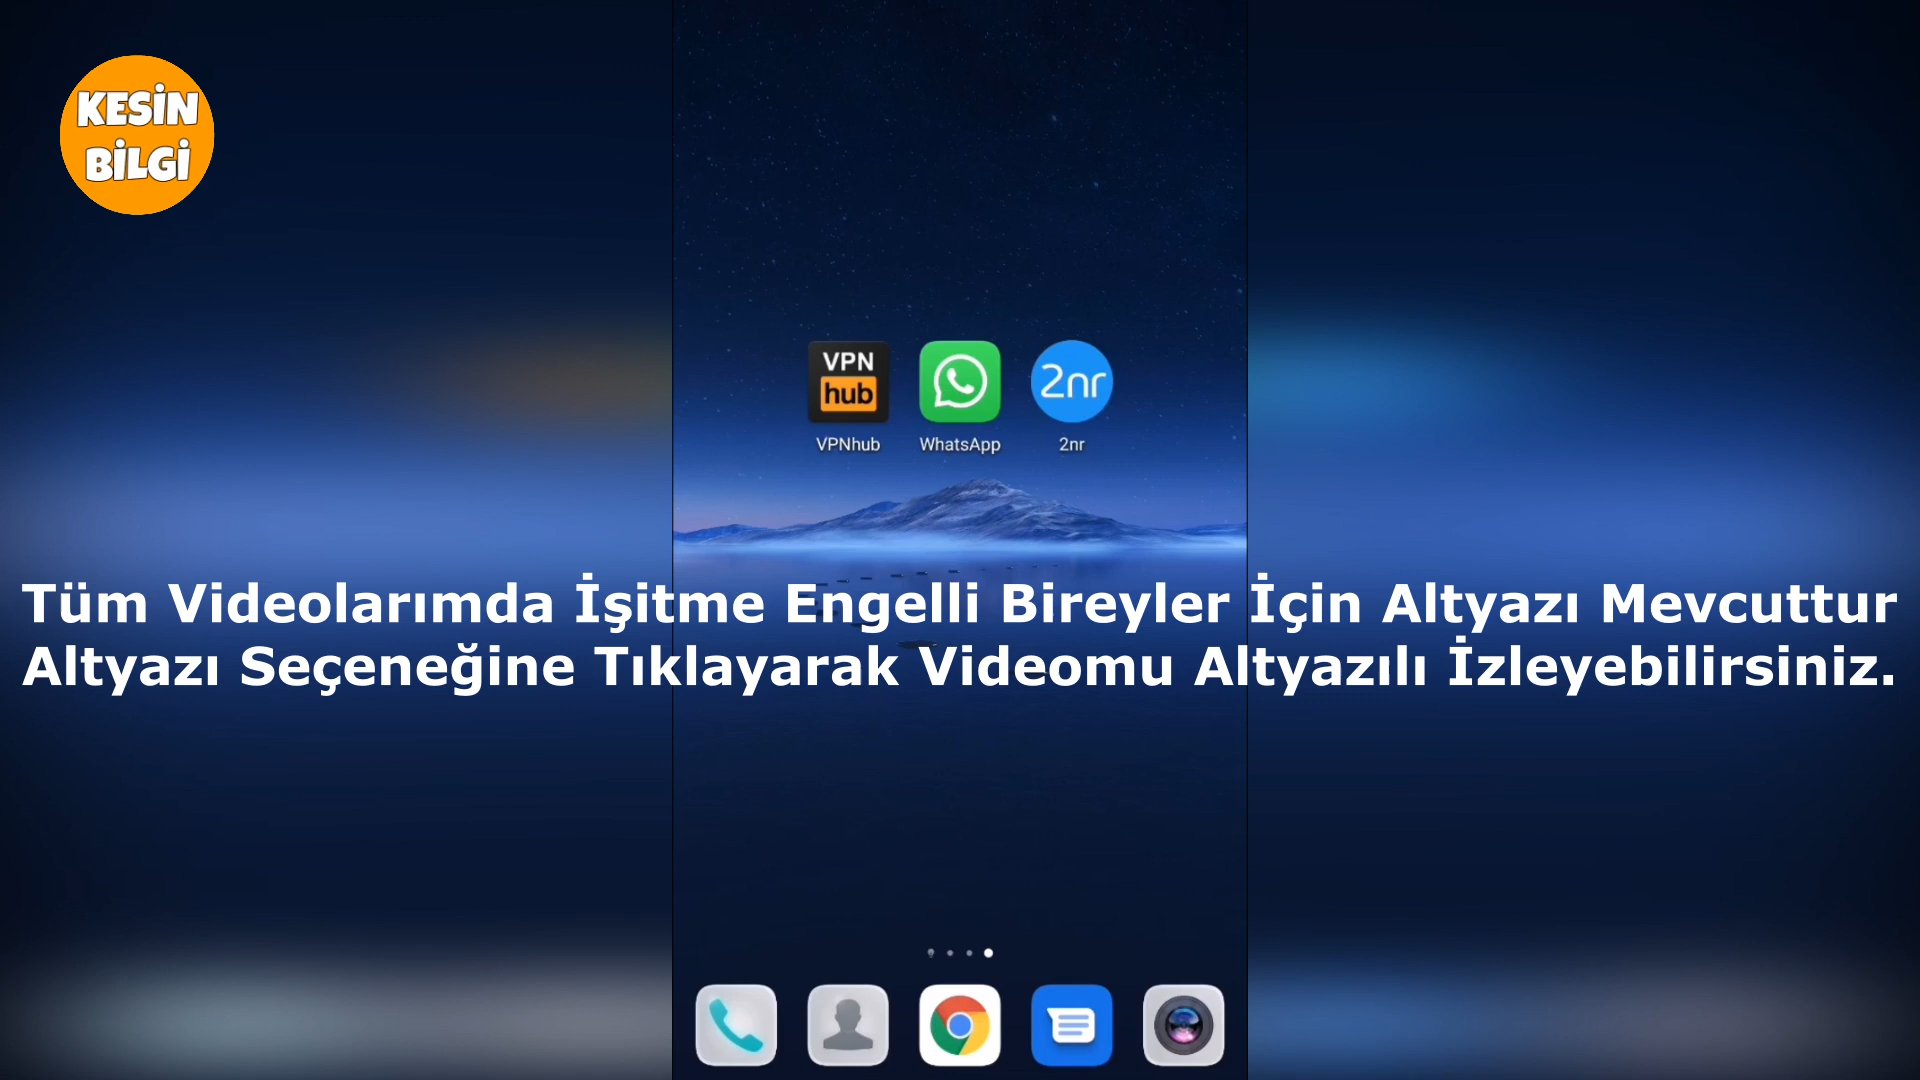 KESİN
BİLGİ
VPN
hub
2nr
VPNhub
WhatsApp
2nr
Tüm Videolarımda İşitme Engelli Bireyler İçin Altyazı Mevcuttur
Altyazı Seçeneğine Tıklayarak Videomu Altyazılı İzleyebilirsiniz.